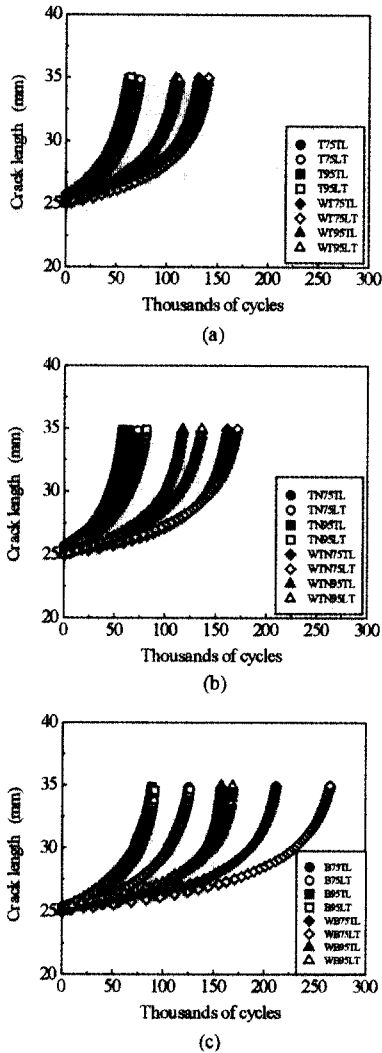 40
35
30
25
20
Crack length (mm)
T75TL
T75LT
T95TL
T95LT
WT75TL
WT75LT
WT95TL
WT95LT
0 50 100 150 200 250 300
Thousands of cycles
(a)
40
35
30
25
20
Crack length (mm)
TN75TL
TN75LT
TN95TL
TN95LT
WTN75TL
WTN75LT
WTN95TL
WTN95LT
0 50 100 150 200 250 300
Thousands of cycles
(b)
40
35
30
25
20
Crack length (mm)
B75TL
B75LT
B95TL
B95LT
WB75TL
WB75LT
WB95TL
WB95LT
0 50 100 150 200 250 300
Thousands of cycles
(c)